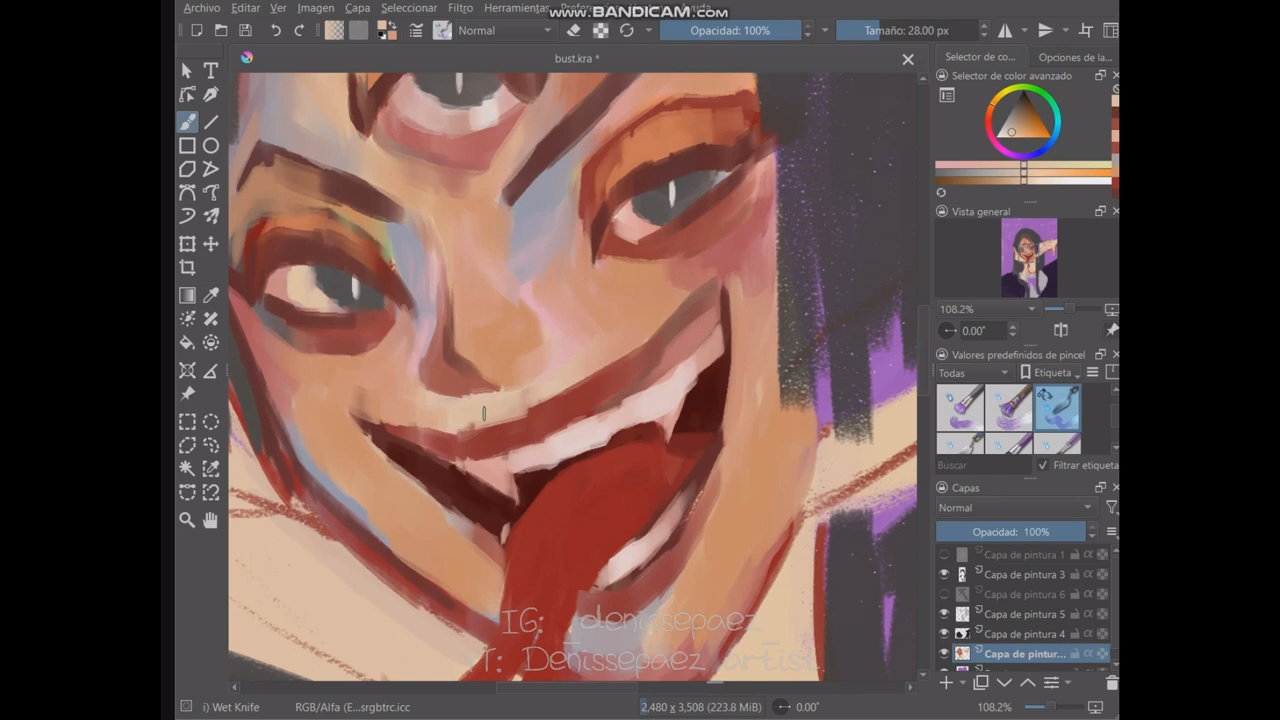 www.BANDICAM.com
Archivo Editar Ver Imagen Capa Seleccionar Filtro Herramientas
Normal
Opacidad: 100%
Tamaño: 28.00 px
bust.kra *
Selector de co...
Opciones de la...
Selector de color avanzado
Vista general
108.2%
0.00°
Valores predefinidos de pincel
Todas
Etiqueta
Buscar
Filtrar etiqueta
Capas
Normal
Opacidad: 100%
Capa de pintura 1
Capa de pintura 3
Capa de pintura 6
Capa de pintura 5
Capa de pintura 4
Capa de pintur...
IG: denissepaez
YT: Denissepaez artist
i) Wet Knife
RGB/Alfa (E...srgbtrc.icc
2,480 x 3,508 (223.8 MiB)
0.00°
108.2%